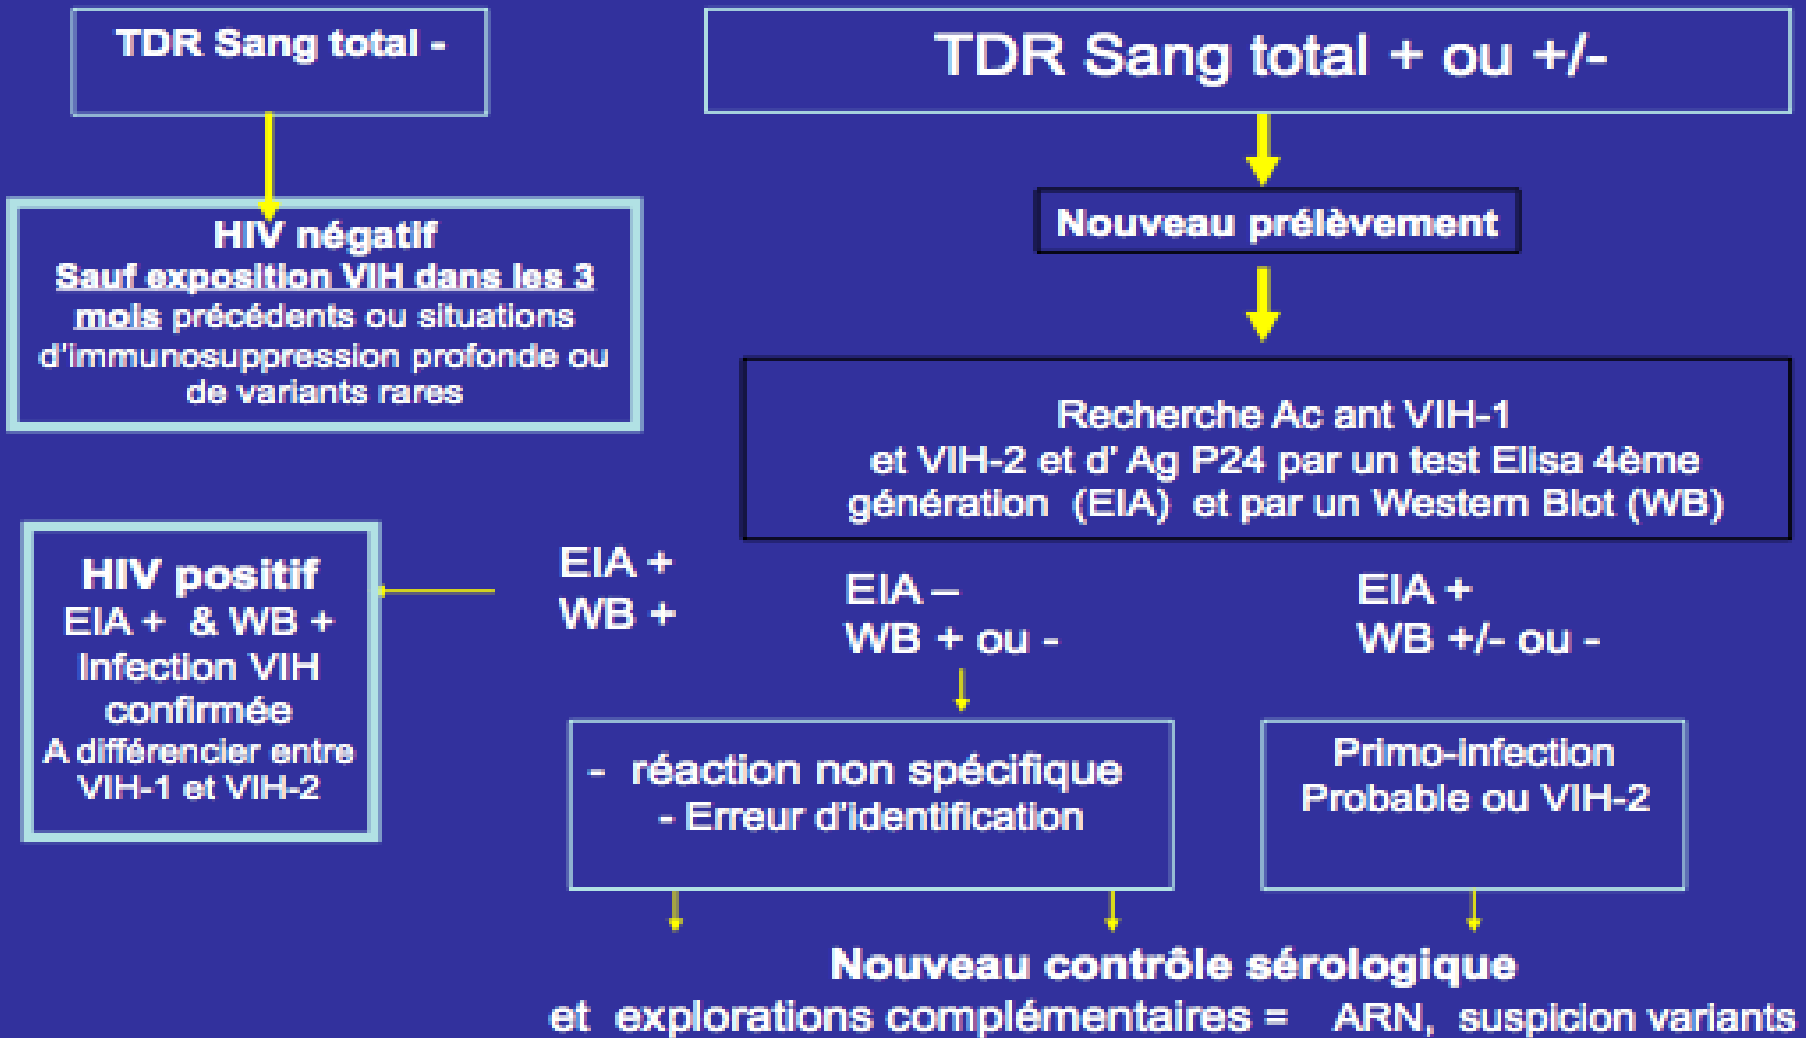 TDR Sang total -
TDR Sang total + ou +/-
HIV négatif
Sauf exposition VIH dans les 3
mois précédents ou situations
d'immunosuppression profonde ou
de variants rares
Nouveau prélèvement
Recherche Ac ant VIH-1
et VIH-2 et d' Ag P24 par un test Elisa 4ème
génération (EIA) et par un Western Blot (WB)
HIV positif
EIA + & WB +
Infection VIH
confirmée
A différencier entre
VIH-1 et VIH-2
EIA +
WB +
EIA –
WB + ou -
EIA +
WB +/- ou -
- réaction non spécifique
- Erreur d'identification
Primo-infection
Probable ou VIH-2
Nouveau contrôle sérologique
et explorations complémentaires = ARN, suspicion variants